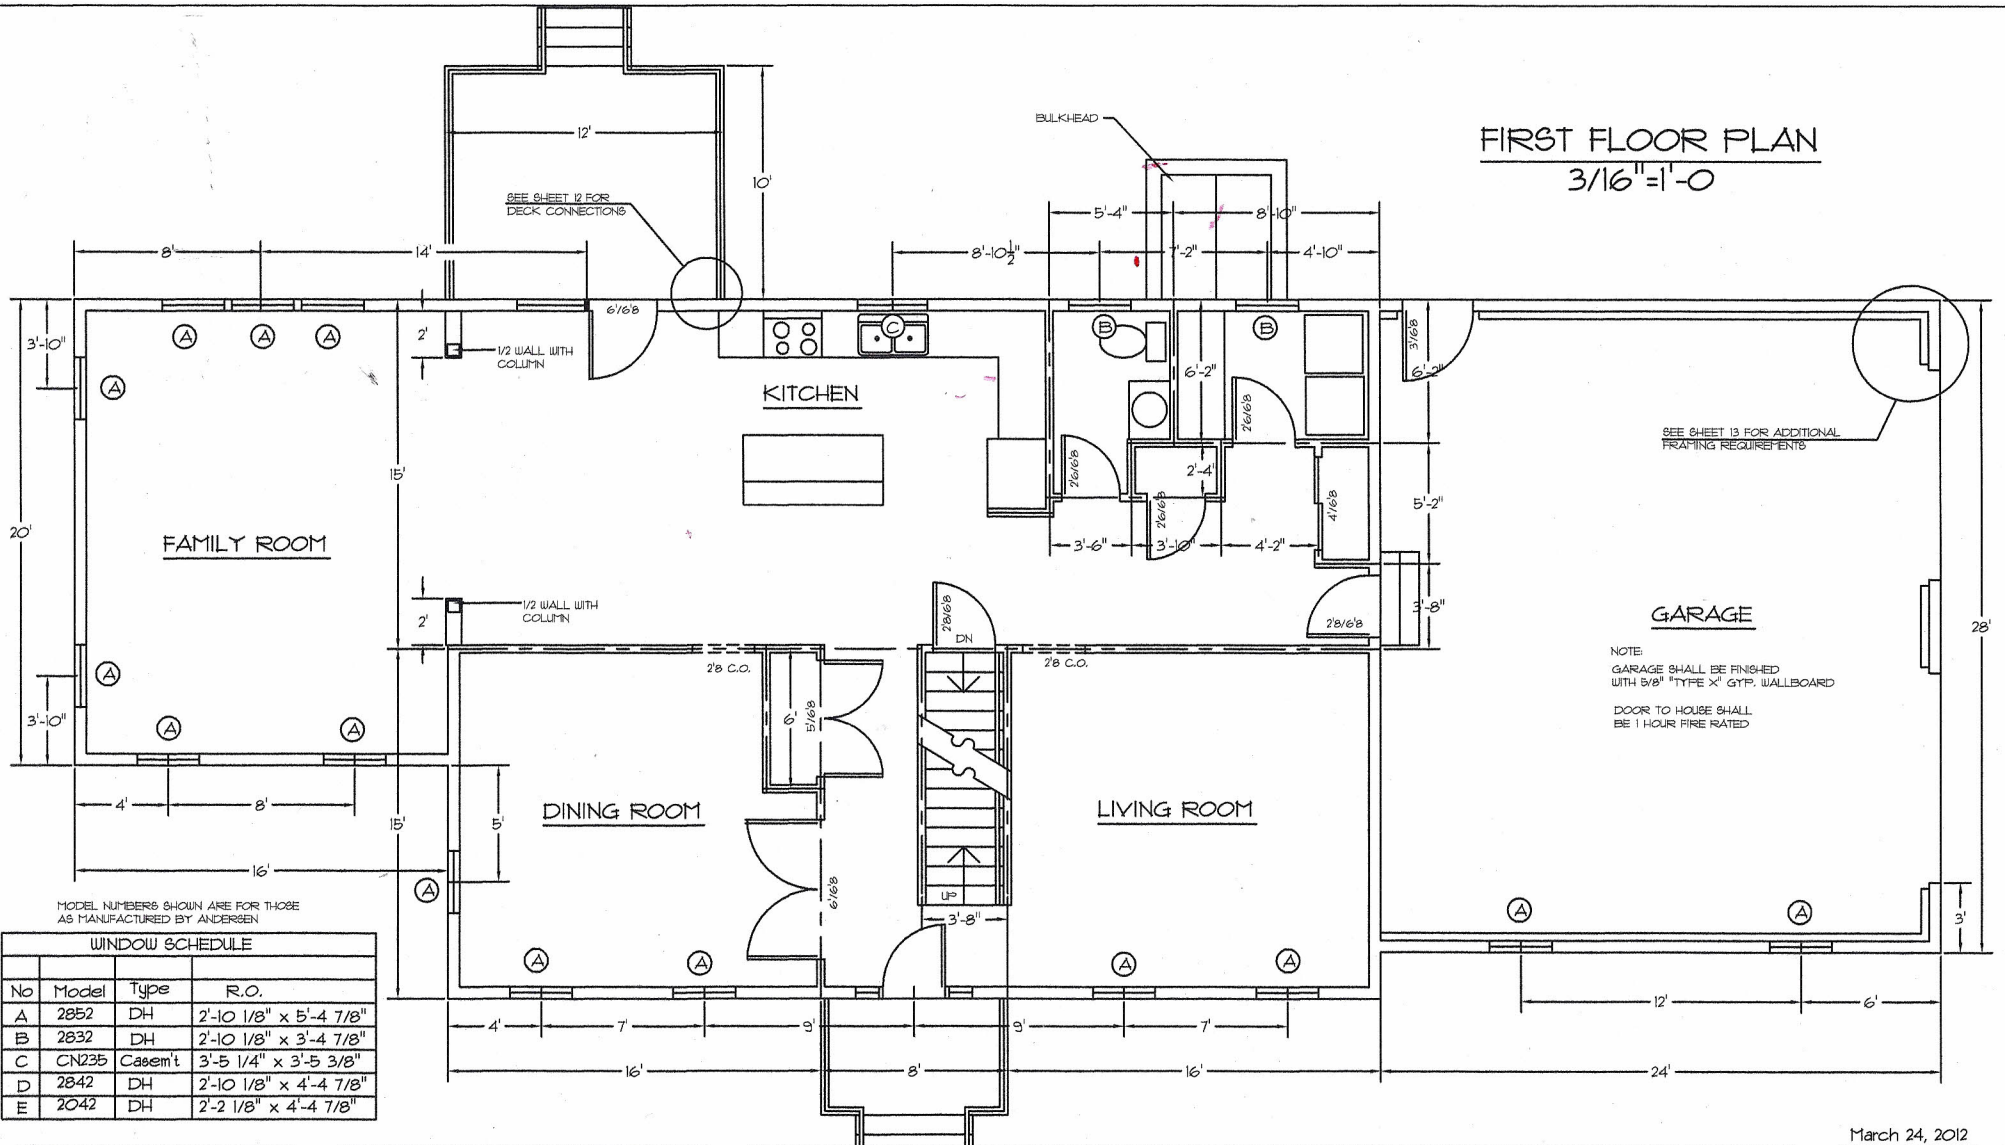 FIRST FLOOR PLAN
3/16"=1'-0
BULKHEAD
12'
10'
SEE SHEET 12 FOR
DECK CONNECTIONS
5'-4"
8'-10"
8'
14'
8'-10½"
7'-2"
4'-10"
3'-10"
A
A
A
A
2'
1/2 WALL WITH
COLUMN
6'/6'8
C
B
B
3'/6'8
6'-2"
6'-2"
KITCHEN
2'6/6'8
2'6/6'8
2'-4"
2'6/6'8
4'/6'8
5'-2"
SEE SHEET 13 FOR ADDITIONAL
FRAMING REQUIREMENTS
15'
20'
FAMILY ROOM
3'-6"
3'-10"
4'-2"
1/2 WALL WITH
COLUMN
2'
2'8/6'8
DN
2'8/6'8
3'-8"
GARAGE
28'
NOTE:
GARAGE SHALL BE FINISHED
WITH 5/8" "TYPE X" GYP. WALLBOARD
DOOR TO HOUSE SHALL
BE 1 HOUR FIRE RATED
2'8 C.O.
2'8 C.O.
A
3'-10"
A
A
6'
5'/6'8
4'
8'
15'
5'
DINING ROOM
LIVING ROOM
16'
A
6'/6'8
UP
3'-8"
A
A
3'
A
A
A
A
4'
7'
9'
9'
7'
12'
6'
16'
8'
16'
24'
MODEL NUMBERS SHOWN ARE FOR THOSE
AS MANUFACTURED BY ANDERSEN
WINDOW SCHEDULE
No Model Type R.O.
A 2852 DH 2'-10 1/8" x 5'-4 7/8"
B 2832 DH 2'-10 1/8" x 3'-4 7/8"
C CN235 Casem't 3'-5 1/4" x 3'-5 3/8"
D 2842 DH 2'-10 1/8" x 4'-4 7/8"
E 2042 DH 2'-2 1/8" x 4'-4 7/8"
March 24, 2012